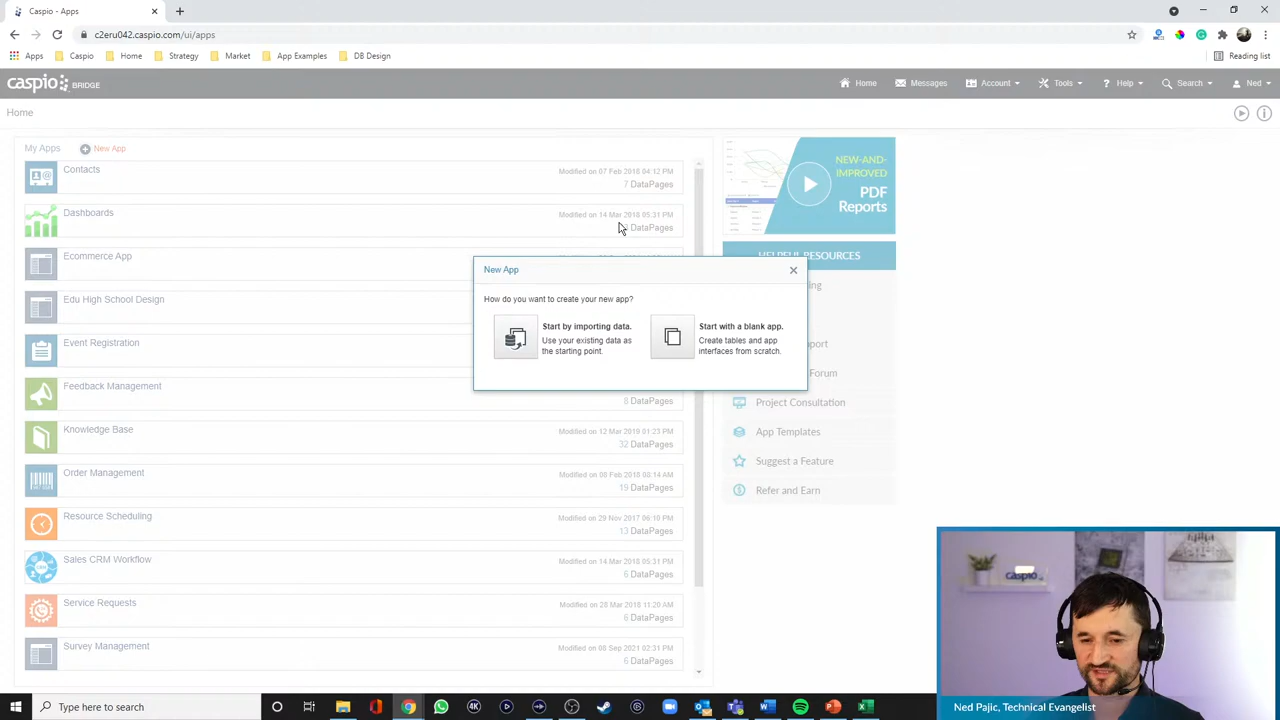 Caspio - Apps
c2eru042.caspio.com/ui/apps
Apps
Caspio
Home
Strategy
Market
App Examples
DB Design
Reading list
caspio BRIDGE
Home
Messages
Account
Tools
Help
Search
Ned
Home
My Apps
New App
Contacts
Modified on 07 Feb 2018 04:12 PM
7 DataPages
Dashboards
Modified on 14 Mar 2018 05:31 PM
DataPages
Ecommerce App
Edu High School Design
Event Registration
Feedback Management
8 DataPages
Knowledge Base
Modified on 12 Mar 2019 01:23 PM
32 DataPages
Order Management
Modified on 08 Feb 2018 08:14 AM
19 DataPages
Resource Scheduling
Modified on 29 Nov 2017 06:10 PM
13 DataPages
Sales CRM Workflow
Modified on 14 Mar 2018 05:31 PM
6 DataPages
Service Requests
Modified on 28 Mar 2018 11:20 AM
6 DataPages
Survey Management
Modified on 08 Sep 2021 02:31 PM
6 DataPages
New App
How do you want to create your new app?
Start by importing data.
Use your existing data as
the starting point.
Start with a blank app.
Create tables and app
interfaces from scratch.
NEW-AND-
IMPROVED
PDF
Reports
HELPFUL RESOURCES
Forum
Project Consultation
App Templates
Suggest a Feature
Refer and Earn
caspio
Ned Pajic, Technical Evangelist
Type here to search